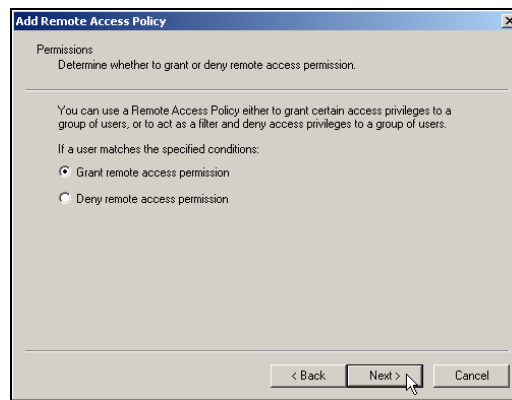 Add Remote Access Policy
Permissions
Determine whether to grant or deny remote access permission.
You can use a Remote Access Policy either to grant certain access privileges to a
group of users, or to act as a filter and deny access privileges to a group of users.
If a user matches the specified conditions:
Grant remote access permission
Deny remote access permission
< Back
Next >
Cancel